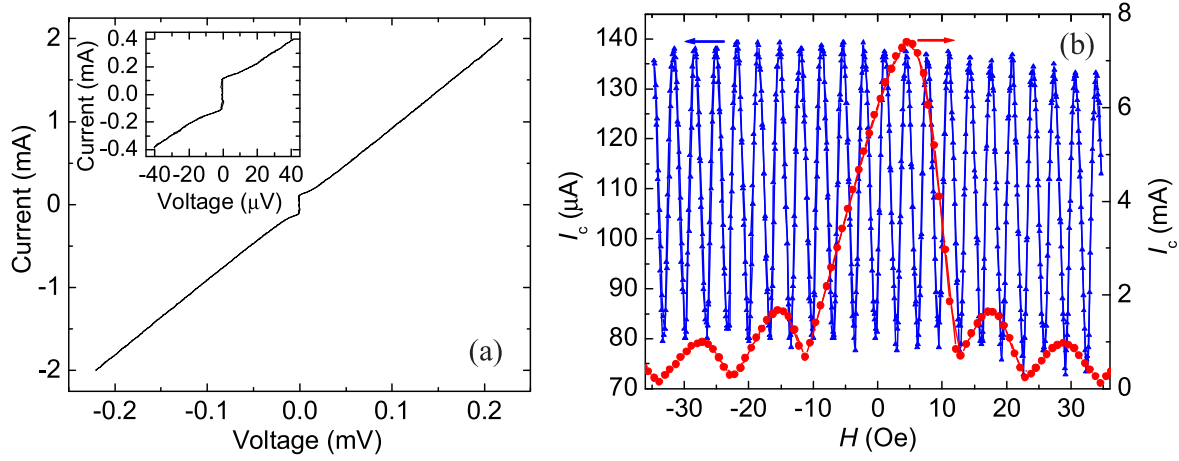 (a)
Current (mA)
2
1
0
-1
-2
-0.2 -0.1 0.0 0.1 0.2
Voltage (mV)
Current (mA)
0.4
0.2
0.0
-0.2
-0.4
-40 -20 0 20 40
Voltage (μV)
(b)
I_c (μA)
140
130
120
110
100
90
80
70
-30 -20 -10 0 10 20 30
H (Oe)
8
6
4
2
0
I_c (mA)